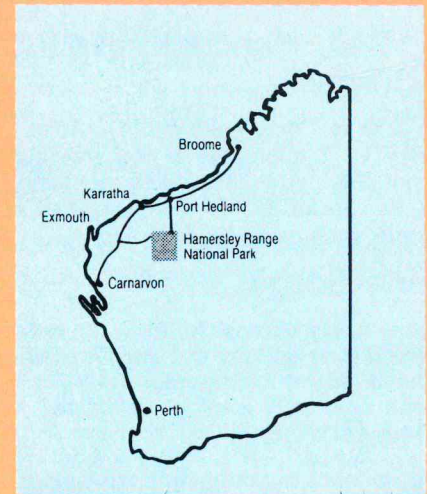 Broome
Karratha
Port Hedland
Exmouth
Hamersley Range
National Park
Carnarvon
Perth